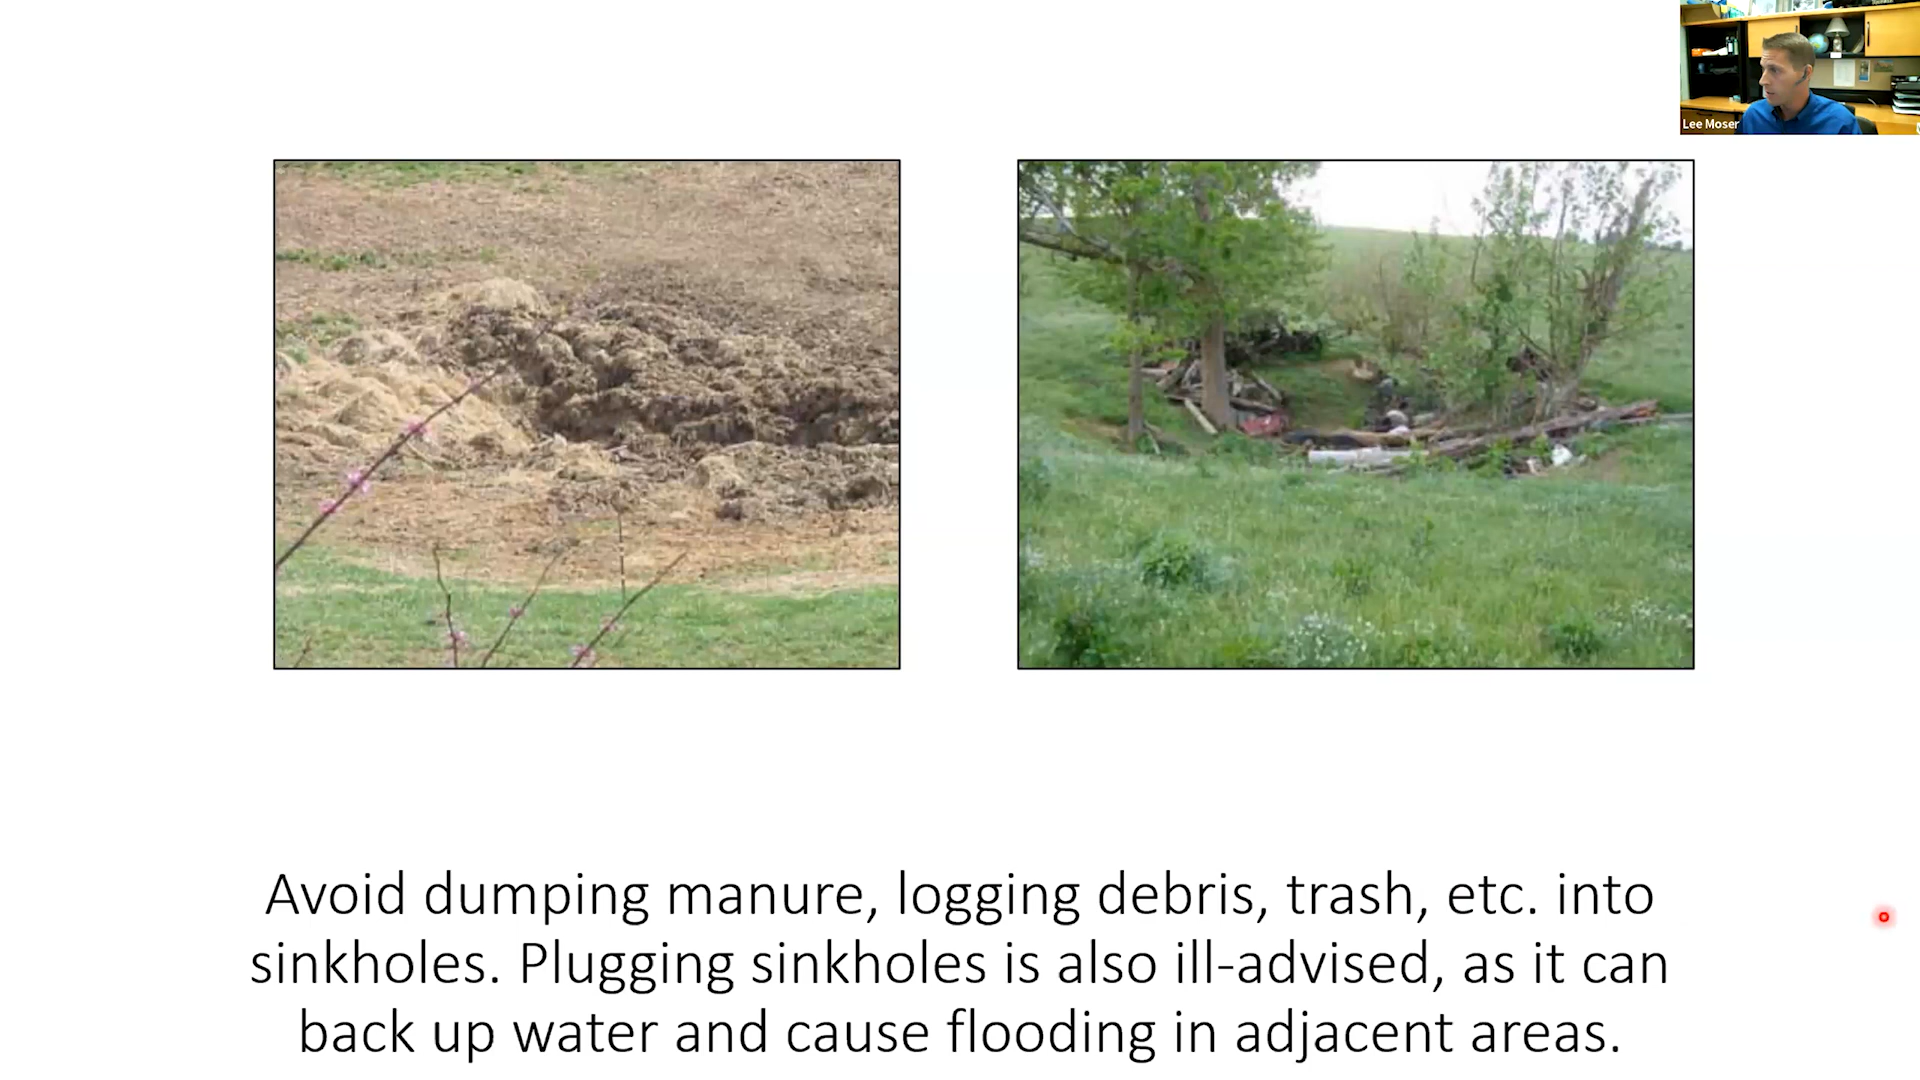 Lee Moser
Avoid dumping manure, logging debris, trash, etc. into
sinkholes. Plugging sinkholes is also ill-advised, as it can
back up water and cause flooding in adjacent areas.